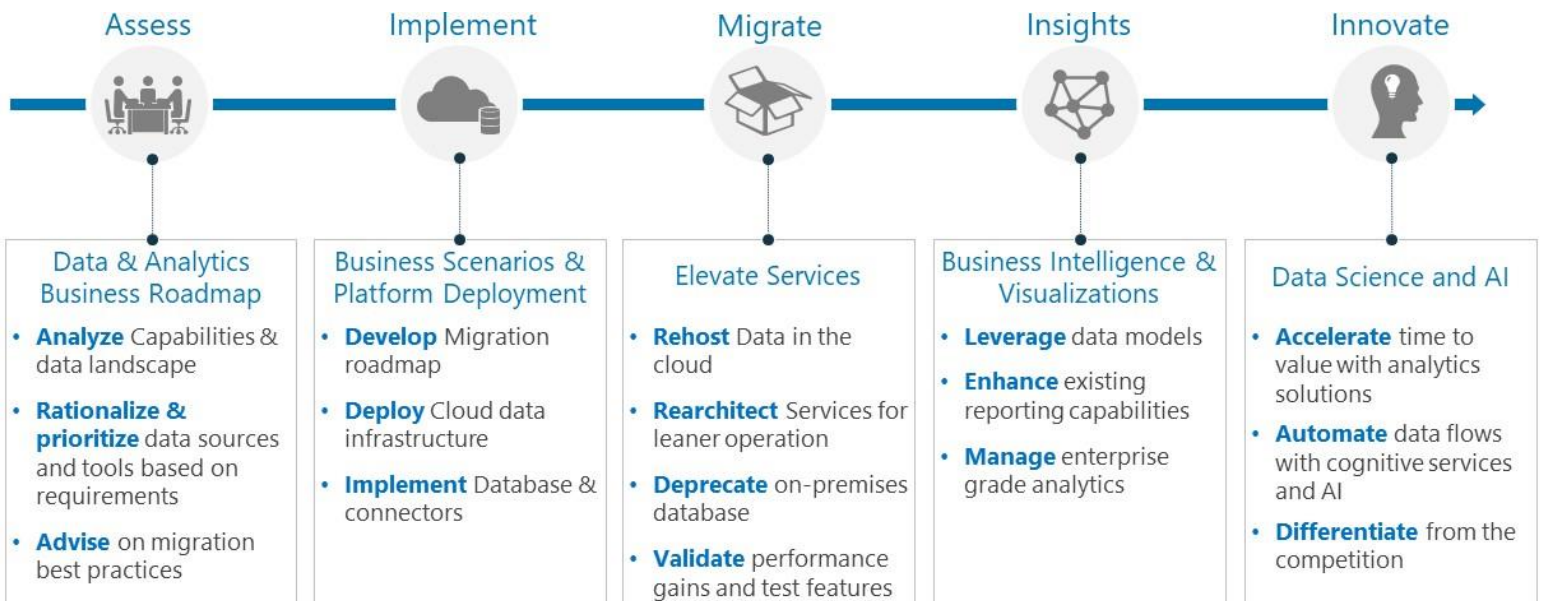 Assess
Implement
Migrate
Insights
Innovate
Data & Analytics
Business Roadmap
• Analyze Capabilities &
data landscape
• Rationalize &
prioritize data sources
and tools based on
requirements
• Advise on migration
best practices
Business Scenarios &
Platform Deployment
• Develop Migration
roadmap
• Deploy Cloud data
infrastructure
• Implement Database &
connectors
Elevate Services
• Rehost Data in the
cloud
• Rearchitect Services for
leaner operation
• Deprecate on-premises
database
• Validate performance
gains and test features
Business Intelligence &
Visualizations
• Leverage data models
• Enhance existing
reporting capabilities
• Manage enterprise
grade analytics
Data Science and AI
• Accelerate time to
value with analytics
solutions
• Automate data flows
with cognitive services
and AI
• Differentiate from the
competition